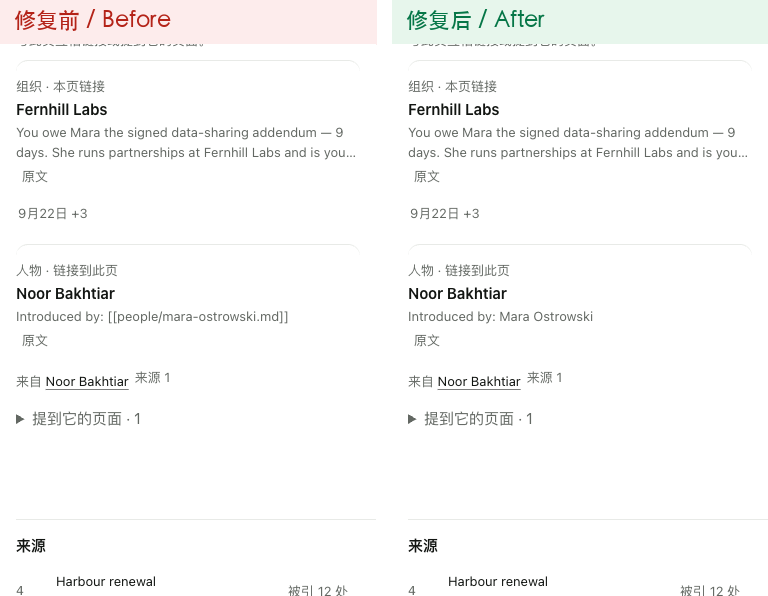 修复前 / Before
组织 · 本页链接
Fernhill Labs
You owe Mara the signed data-sharing addendum — 9
days. She runs partnerships at Fernhill Labs and is you…
原文
9月22日 +3
人物 · 链接到此页
Noor Bakhtiar
Introduced by: [[people/mara-ostrowski.md]]
原文
来自 Noor Bakhtiar 来源 1
▶ 提到它的页面 · 1
来源
4 Harbour renewal 被引 12 处
修复后 / After
组织 · 本页链接
Fernhill Labs
You owe Mara the signed data-sharing addendum — 9
days. She runs partnerships at Fernhill Labs and is you…
原文
9月22日 +3
人物 · 链接到此页
Noor Bakhtiar
Introduced by: Mara Ostrowski
原文
来自 Noor Bakhtiar 来源 1
▶ 提到它的页面 · 1
来源
4 Harbour renewal 被引 12 处